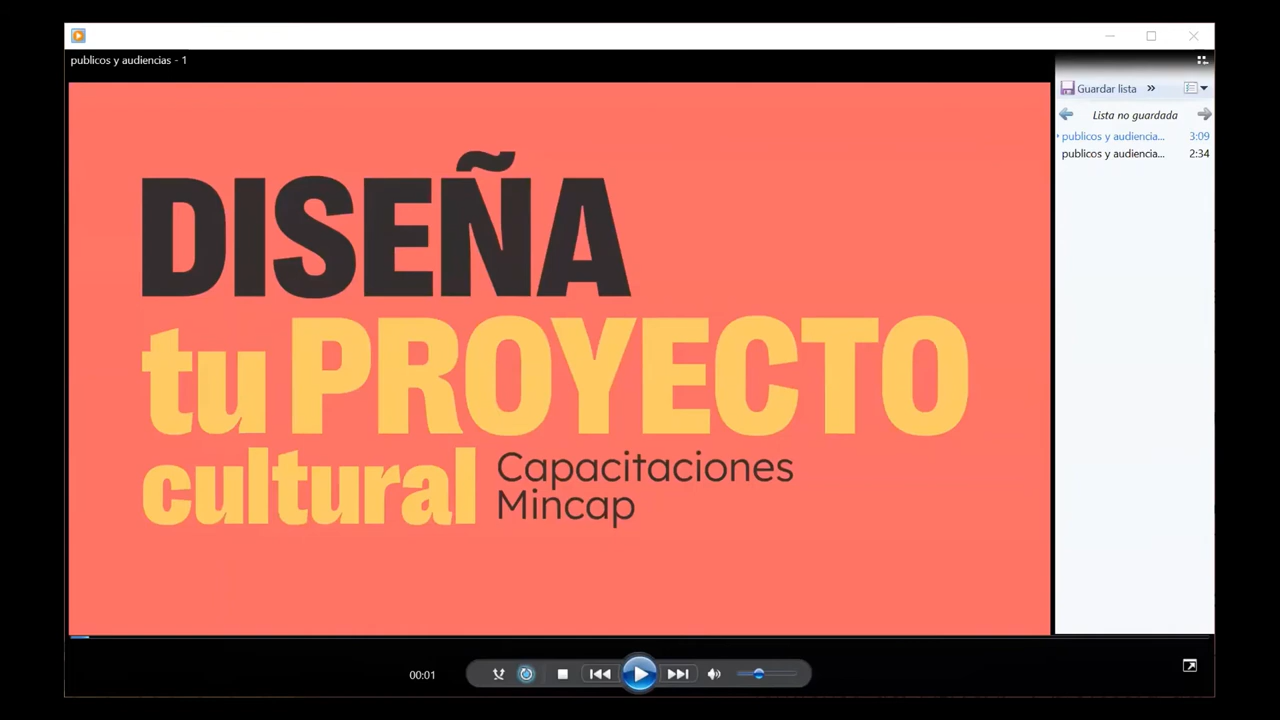 publicos y audiencias - 1
Guardar lista »
Lista no guardada
publicos y audiencia... 3:09
publicos y audiencia... 2:34
DISEÑA
tu PROYECTO
cultural
Capacitaciones
Mincap
00:01